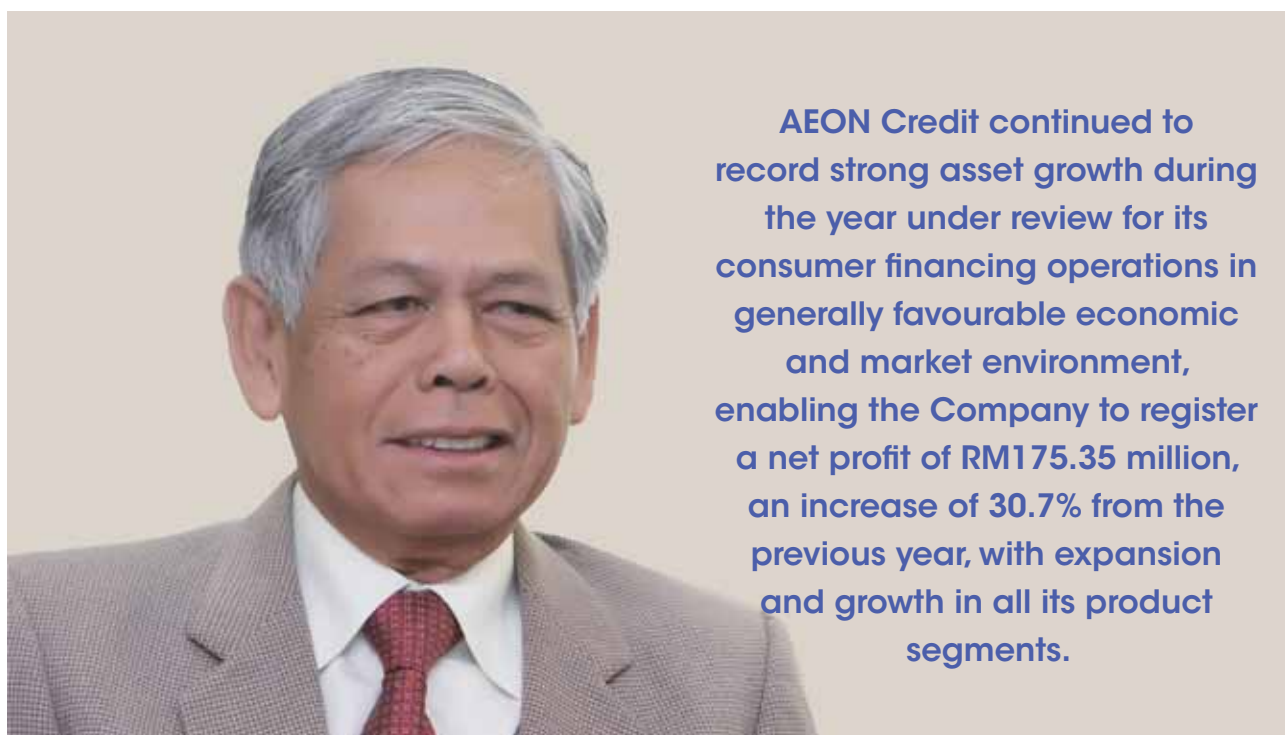 AEON Credit continued to
record strong asset growth during
the year under review for its
consumer financing operations in
generally favourable economic
and market environment,
enabling the Company to register
a net profit of RM175.35 million,
an increase of 30.7% from the
previous year, with expansion
and growth in all its product
segments.